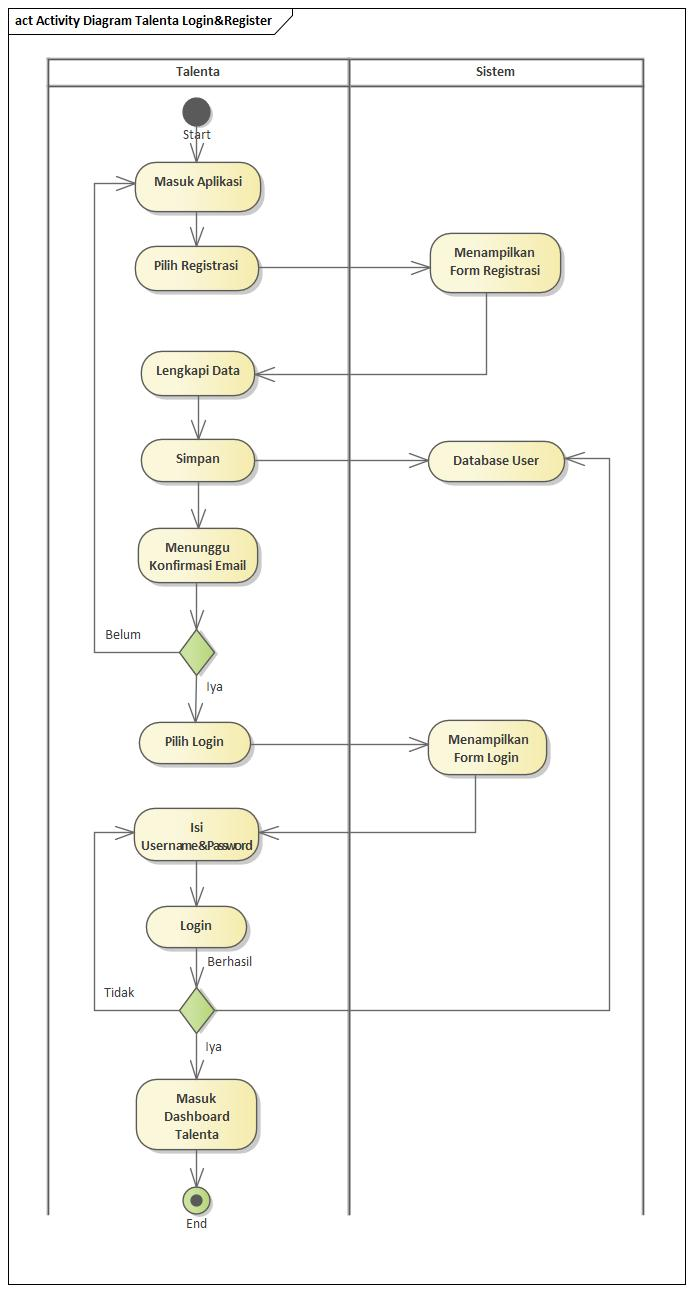 act Activity Diagram Talenta Login&Register
Talenta
Sistem
Start
Masuk Aplikasi
Pilih Registrasi
Menampilkan
Form Registrasi
Lengkapi Data
Simpan
Database User
Menunggu
Konfirmasi Email
Belum
Iya
Pilih Login
Menampilkan
Form Login
Isi
Username&Password
Login
Berhasil
Tidak
Iya
Masuk
Dashboard
Talenta
End